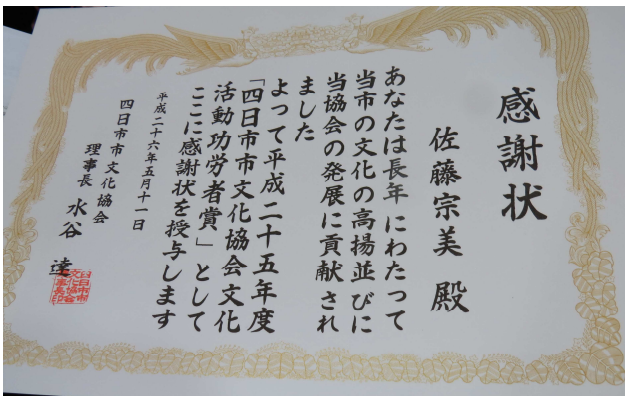 感謝状
佐藤宗美 殿
あなたは長年にわたって
当市の文化の高揚並びに
当協会の発展に貢献され
ました
よって平成二十五年度
「四日市市文化協会文化
活動功労者賞」として
ここに感謝状を授与します
平成二十六年五月十一日
四日市市文化協会
理事長 水谷 達